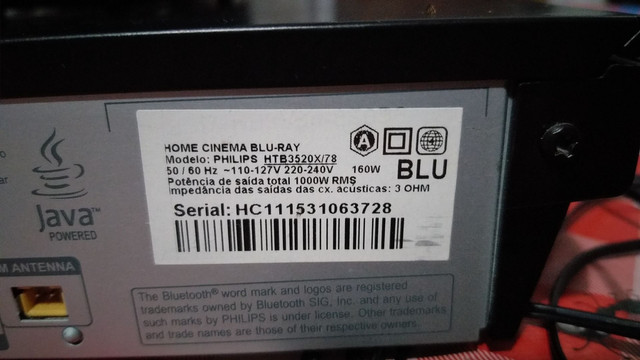 HOME CINEMA BLU-RAY
Modelo: PHILIPS HTB3520X/78
50 / 60 Hz ~110-127V 220-240V 160W
BLU
Potência de saída total 1000W RMS
Impedância das saídas das cx. acústicas: 3 OHM
Serial: HC111531063728
A
Java™
POWERED
M ANTENNA
The Bluetooth® word mark and logos are registered
trademarks owned by Bluetooth SIG, Inc. and any use of
such marks by PHILIPS is under license. Other trademarks
and trade names are those of their respective owners.